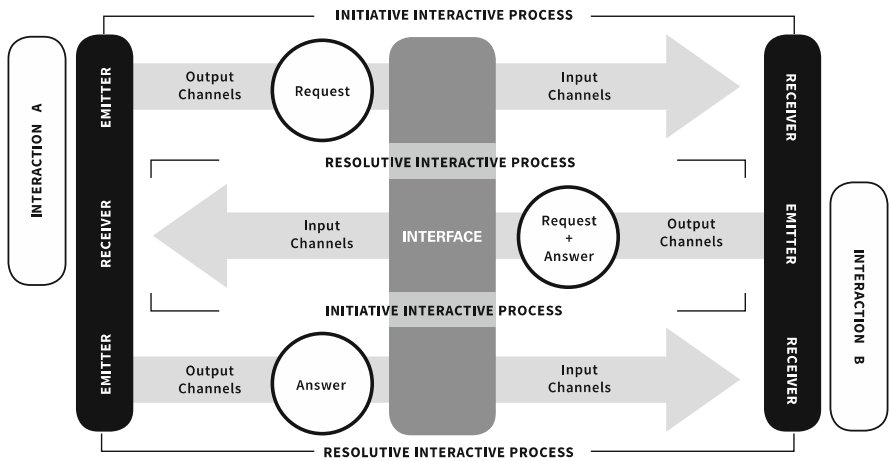 INITIATIVE INTERACTIVE PROCESS
INTERACTION A
EMITTER
Output
Channels
Request
Input
Channels
RECEIVER
RESOLUTIVE INTERACTIVE PROCESS
RECEIVER
Input
Channels
INTERFACE
Request
+
Answer
Output
Channels
EMITTER
INTERACTION B
INITIATIVE INTERACTIVE PROCESS
EMITTER
Output
Channels
Answer
Input
Channels
RECEIVER
RESOLUTIVE INTERACTIVE PROCESS